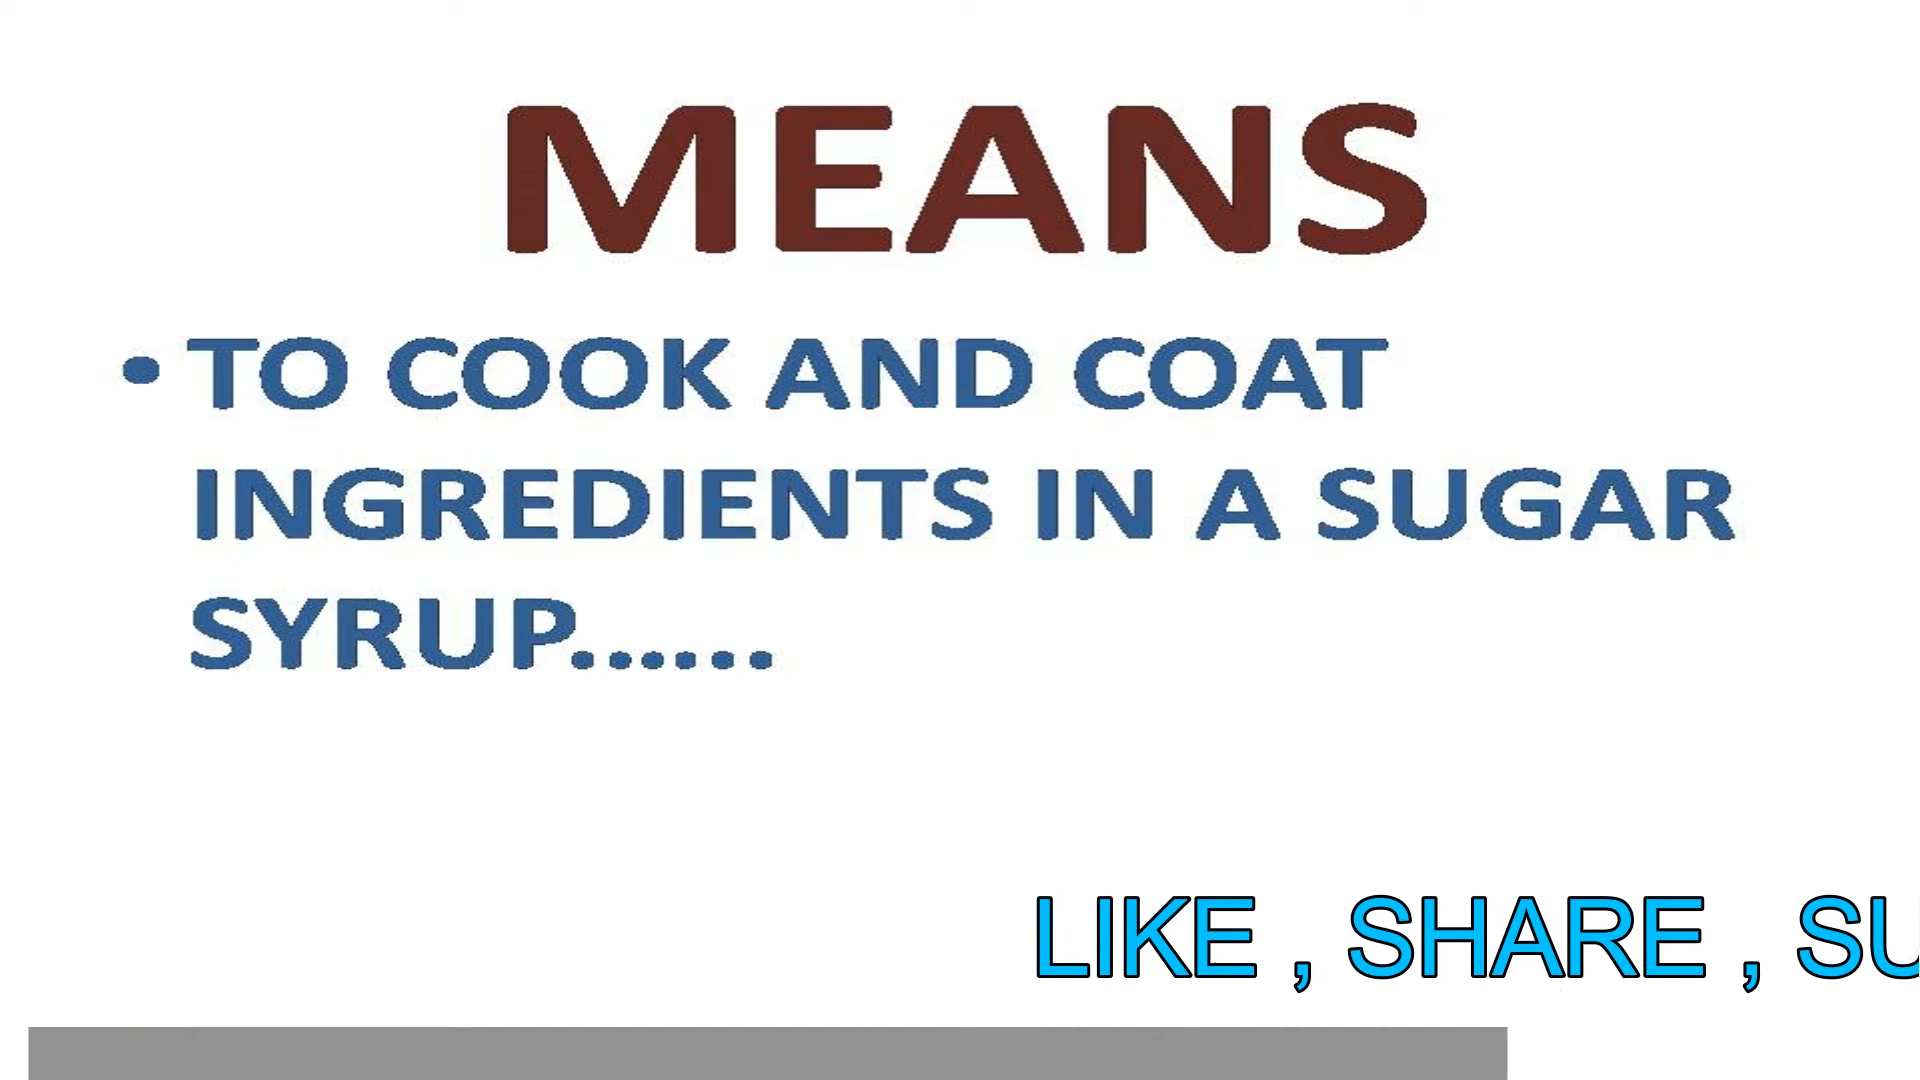 MEANS
• TO COOK AND COAT
INGREDIENTS IN A SUGAR
SYRUP......
LIKE , SHARE , SU